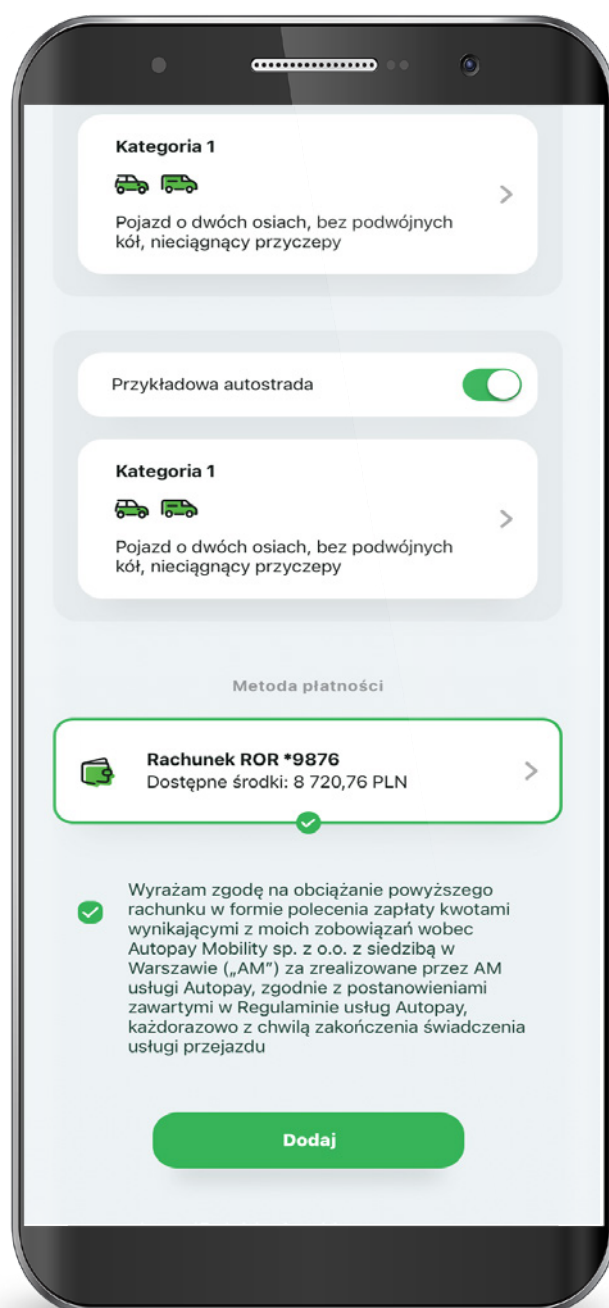 Kategoria 1
Pojazd o dwóch osiach, bez podwójnych
kół, nieciągnący przyczepy
Przykładowa autostrada
Kategoria 1
Pojazd o dwóch osiach, bez podwójnych
kół, nieciągnący przyczepy
Metoda płatności
Rachunek ROR *9876
Dostępne środki: 8 720,76 PLN
Wyrażam zgodę na obciążanie powyższego
rachunku w formie polecenia zapłaty kwotami
wynikającymi z moich zobowiązań wobec
Autopay Mobility sp. z o.o. z siedzibą w
Warszawie („AM”) za zrealizowane przez AM
usługi Autopay, zgodnie z postanowieniami
zawartymi w Regulaminie usług Autopay,
każdorazowo z chwilą zakończenia świadczenia
usługi przejazdu
Dodaj